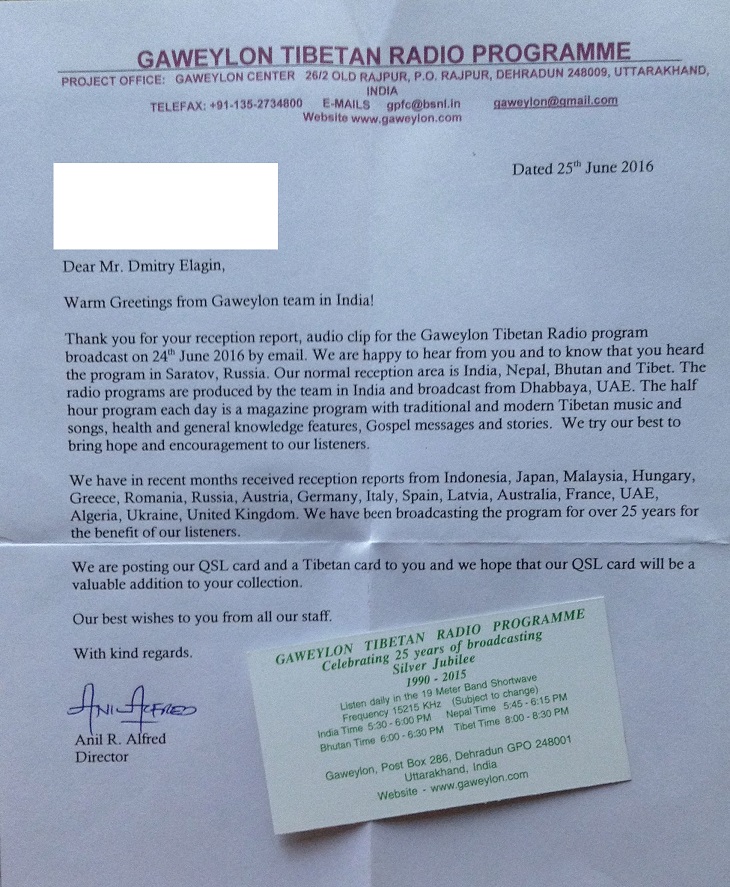 GAWEYLON TIBETAN RADIO PROGRAMME
PROJECT OFFICE: GAWEYLON CENTER 26/2 OLD RAJPUR, P.O. RAJPUR, DEHRADUN 248009, UTTARAKHAND,
INDIA
TELEFAX: +91-135-2734800 E-MAILS gpfc@bsnl.in gaweylon@gmail.com
Website www.gaweylon.com
Dated 25th June 2016
Dear Mr. Dmitry Elagin,
Warm Greetings from Gaweylon team in India!
Thank you for your reception report, audio clip for the Gaweylon Tibetan Radio program
broadcast on 24th June 2016 by email. We are happy to hear from you and to know that you heard
the program in Saratov, Russia. Our normal reception area is India, Nepal, Bhutan and Tibet. The
radio programs are produced by the team in India and broadcast from Dhabbaya, UAE. The half
hour program each day is a magazine program with traditional and modern Tibetan music and
songs, health and general knowledge features, Gospel messages and stories. We try our best to
bring hope and encouragement to our listeners.
We have in recent months received reception reports from Indonesia, Japan, Malaysia, Hungary,
Greece, Romania, Russia, Austria, Germany, Italy, Spain, Latvia, Australia, France, UAE,
Algeria, Ukraine, United Kingdom. We have been broadcasting the program for over 25 years for
the benefit of our listeners.
We are posting our QSL card and a Tibetan card to you and we hope that our QSL card will be a
valuable addition to your collection.
Our best wishes to you from all our staff.
With kind regards.
ANIL ALFRED
Anil R. Alfred
Director
GAWEYLON TIBETAN RADIO PROGRAMME
Celebrating 25 years of broadcasting
Silver Jubilee
1990 - 2015
Listen daily in the 19 Meter Band Shortwave
Frequency 15215 KHz (Subject to change)
India Time 5:30 - 6:00 PM Nepal Time 5:45 - 6:15 PM
Bhutan Time 6:00 - 6:30 PM Tibet Time 8:00 - 8:30 PM
Gaweylon, Post Box 286, Dehradun GPO 248001
Uttarakhand, India
Website - www.gaweylon.com